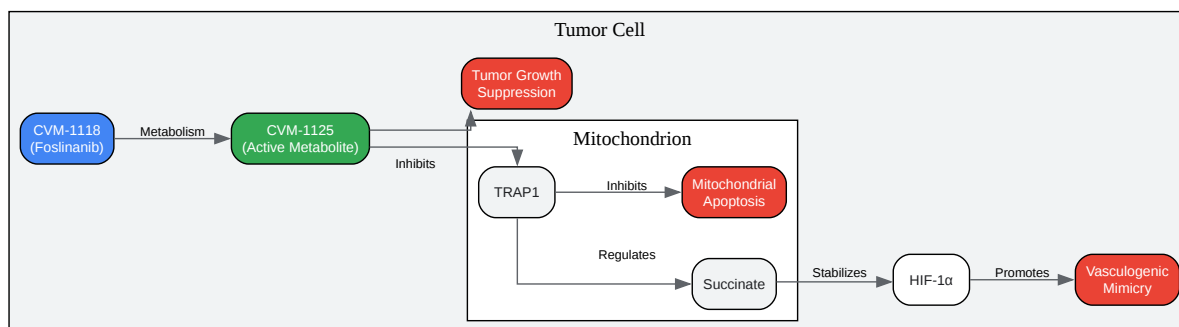 Tumor Cell
Tumor Growth
Suppression
CVM-1118
(Foslinanib)
Metabolism
CVM-1125
(Active Metabolite)
Inhibits
Mitochondrion
TRAP1
Inhibits
Mitochondrial
Apoptosis
Regulates
Succinate
Stabilizes
HIF-1α
Promotes
Vasculogenic
Mimicry